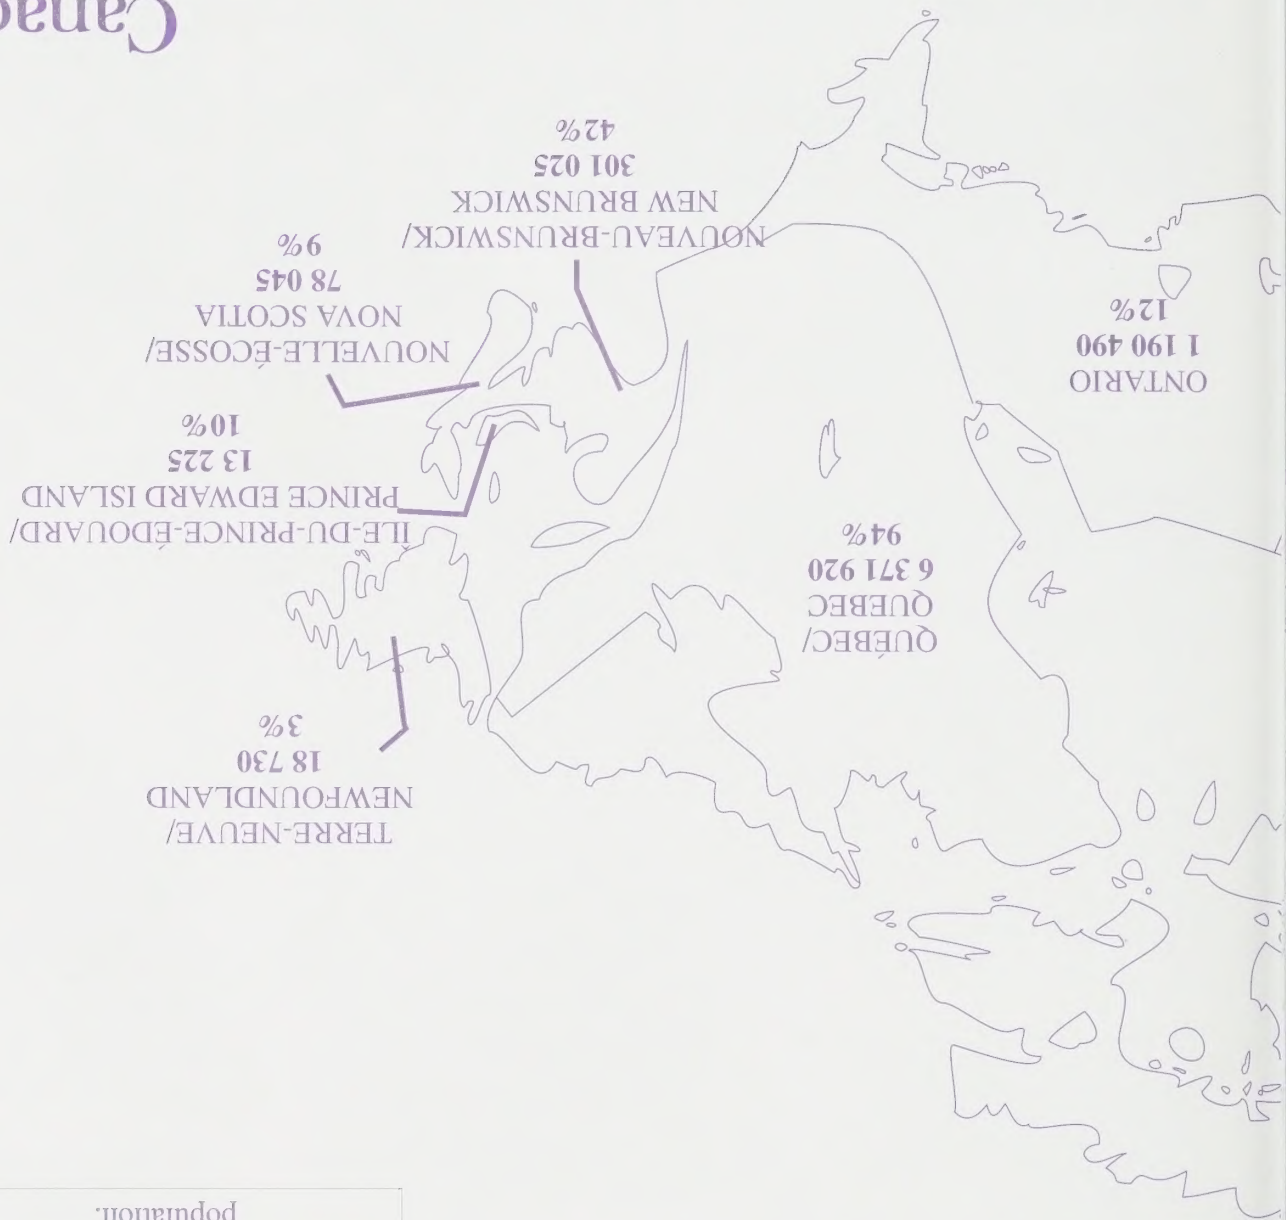 population.
TERRE-NEUVE/
NEWFOUNDLAND
18 730
3%
QUÉBEC/
QUEBEC
6 371 920
94%
ÎLE-DU-PRINCE-ÉDOUARD/
PRINCE EDWARD ISLAND
13 225
10%
ONTARIO
1 190 490
12%
NOUVELLE-ÉCOSSE/
NOVA SCOTIA
78 045
9%
NOUVEAU-BRUNSWICK/
NEW BRUNSWICK
301 025
42%